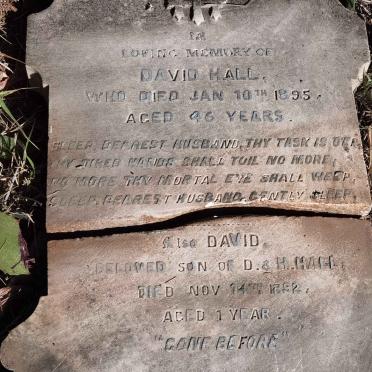 IN
LOVING MEMORY OF
DAVID HALL.
WHO DIED JAN 10TH 1895.
AGED 46 YEARS.
SLEEP, DEAREST HUSBAND, THY TASK IS O'ER,
THY TIRED HANDS SHALL TOIL NO MORE,
NO MORE THY MORTAL EYE SHALL WEEP,
SLEEP, DEAREST HUSBAND, GENTLY SLEEP.
Also DAVID.
BELOVED SON OF D. & H. HALL,
DIED NOV 14TH 1882.
AGED 1 YEAR.
"GONE BEFORE"